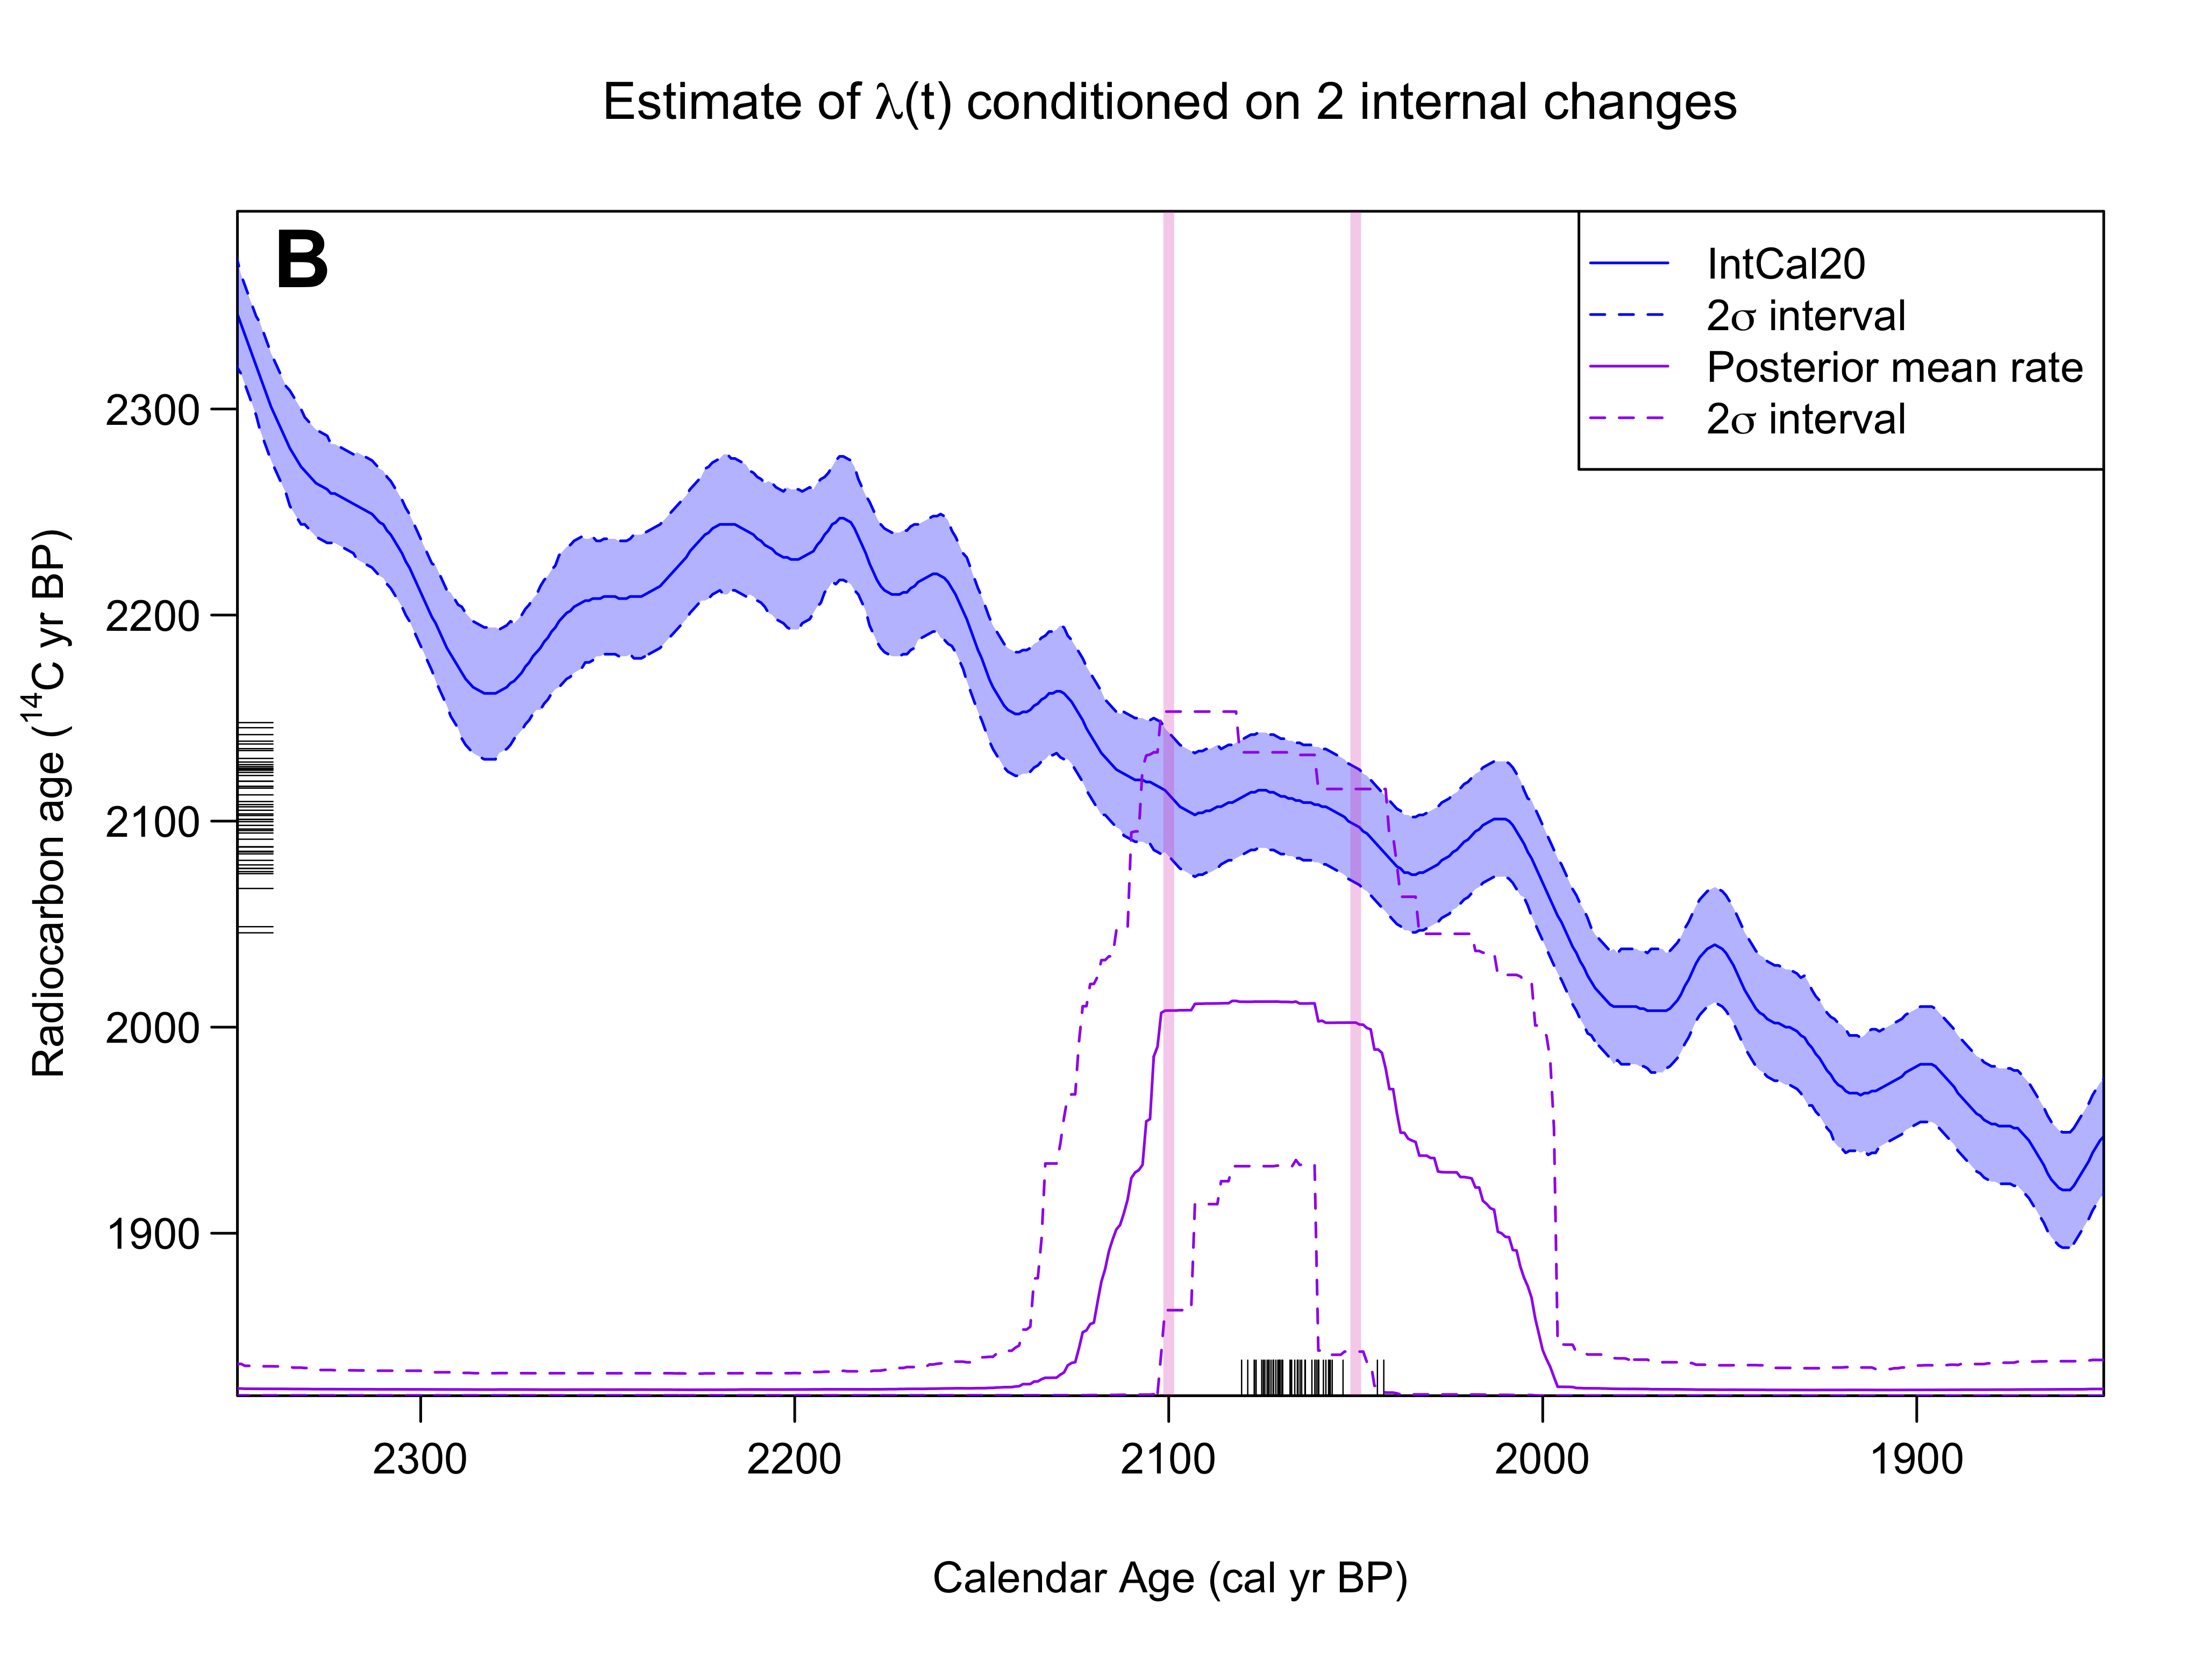 Estimate of λ(t) conditioned on 2 internal changes
B
IntCal20
2σ interval
Posterior mean rate
2σ interval
Radiocarbon age (¹⁴C yr BP)
2300
2200
2100
2000
1900
2300 2200 2100 2000 1900
Calendar Age (cal yr BP)